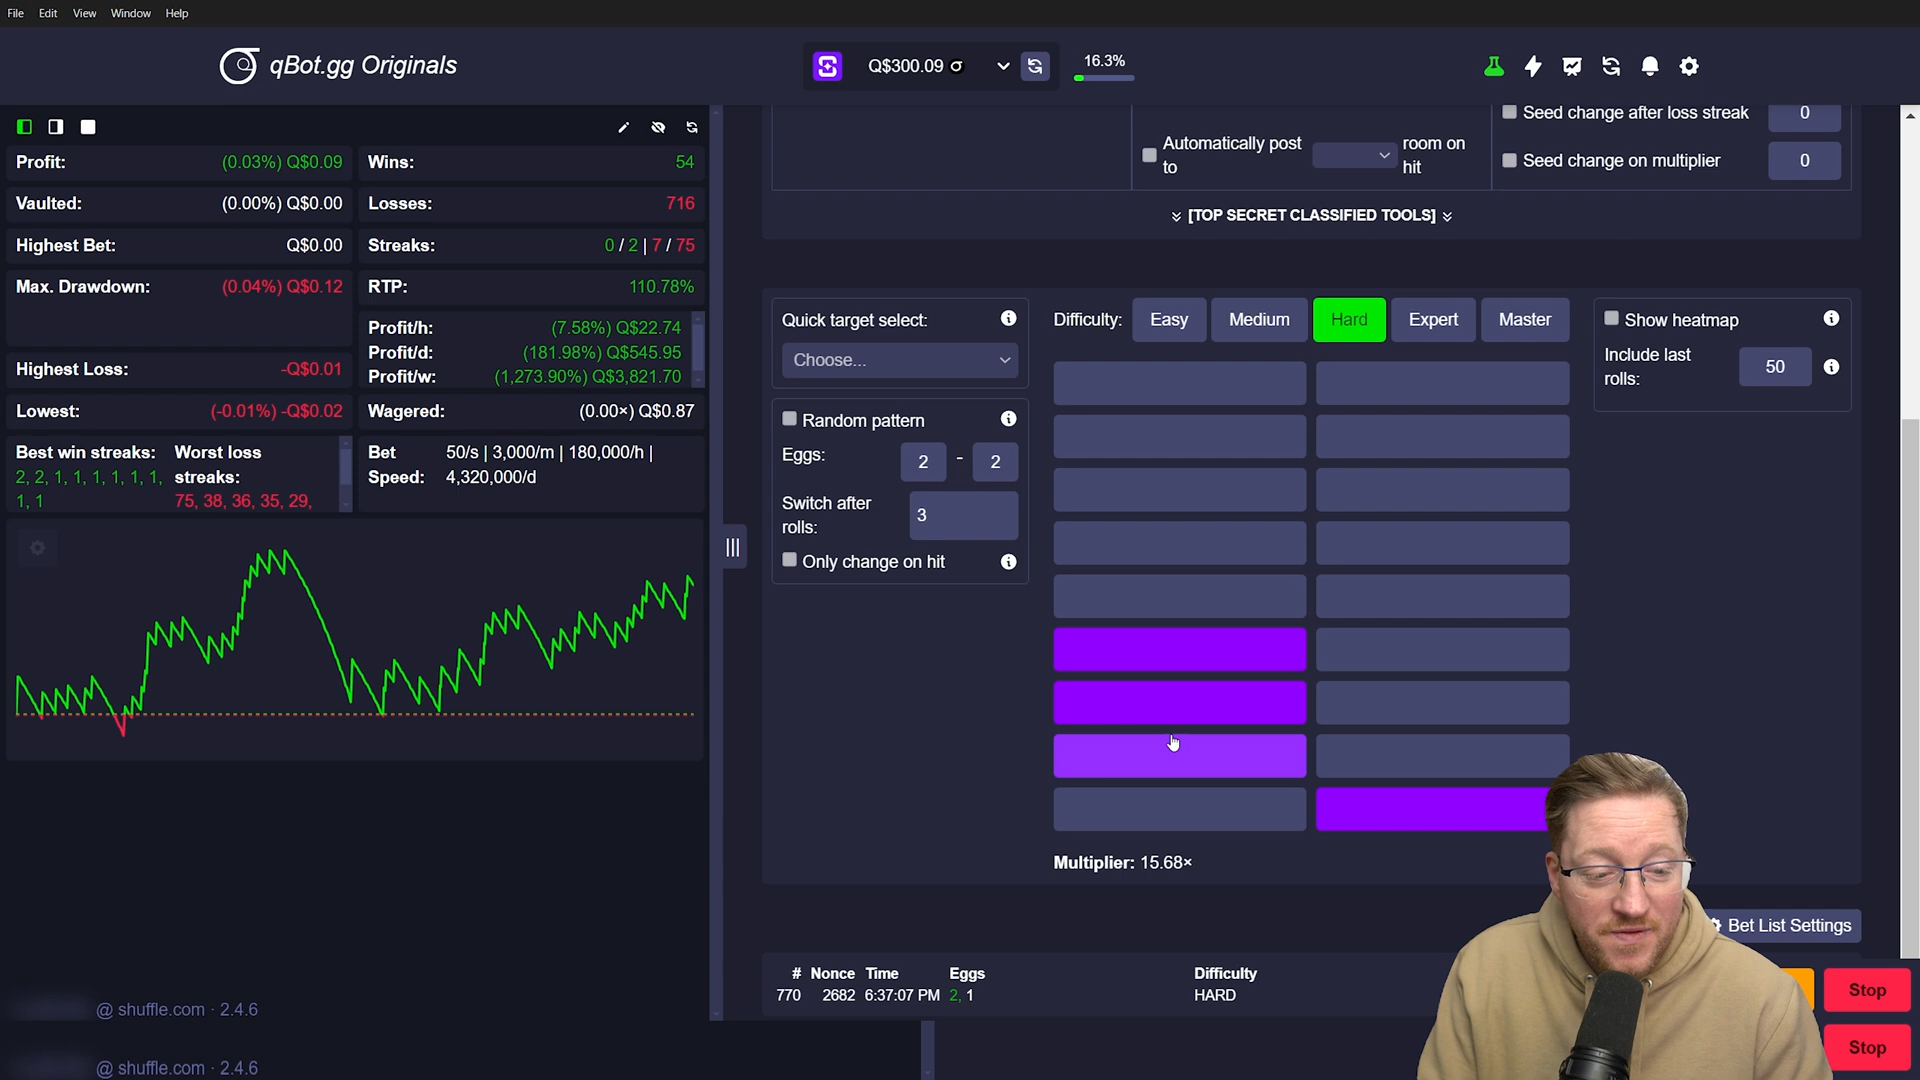 File Edit View Window Help
qBot.gg Originals
Q$300.09
16.3%
Profit: (0.03%) Q$0.09
Wins: 54
Vaulted: (0.00%) Q$0.00
Losses: 716
Highest Bet: Q$0.00
Streaks: 0 / 2 | 7 / 75
Max. Drawdown: (0.04%) Q$0.12
RTP: 110.78%
Profit/h: (7.58%) Q$22.74
Profit/d: (181.98%) Q$545.95
Profit/w: (1,273.90%) Q$3,821.70
Highest Loss: -Q$0.01
Lowest: (-0.01%) -Q$0.02
Wagered: (0.00×) Q$0.87
Best win streaks:
2, 2, 1, 1, 1, 1, 1, 1,
1, 1
Worst loss
streaks:
75, 38, 36, 35, 29,
Bet 50/s | 3,000/m | 180,000/h |
Speed: 4,320,000/d
@ shuffle.com · 2.4.6
@ shuffle.com · 2.4.6
Automatically post
to
room on
hit
Seed change after loss streak 0
Seed change on multiplier 0
[TOP SECRET CLASSIFIED TOOLS]
Quick target select:
Choose...
Random pattern
Eggs: 2 - 2
Switch after
rolls:
3
Only change on hit
Difficulty: Easy Medium Hard Expert Master
Show heatmap
Include last
rolls:
50
Multiplier: 15.68×
Bet List Settings
# Nonce Time Eggs Difficulty
770 2682 6:37:07 PM 2, 1 HARD
Stop
Stop